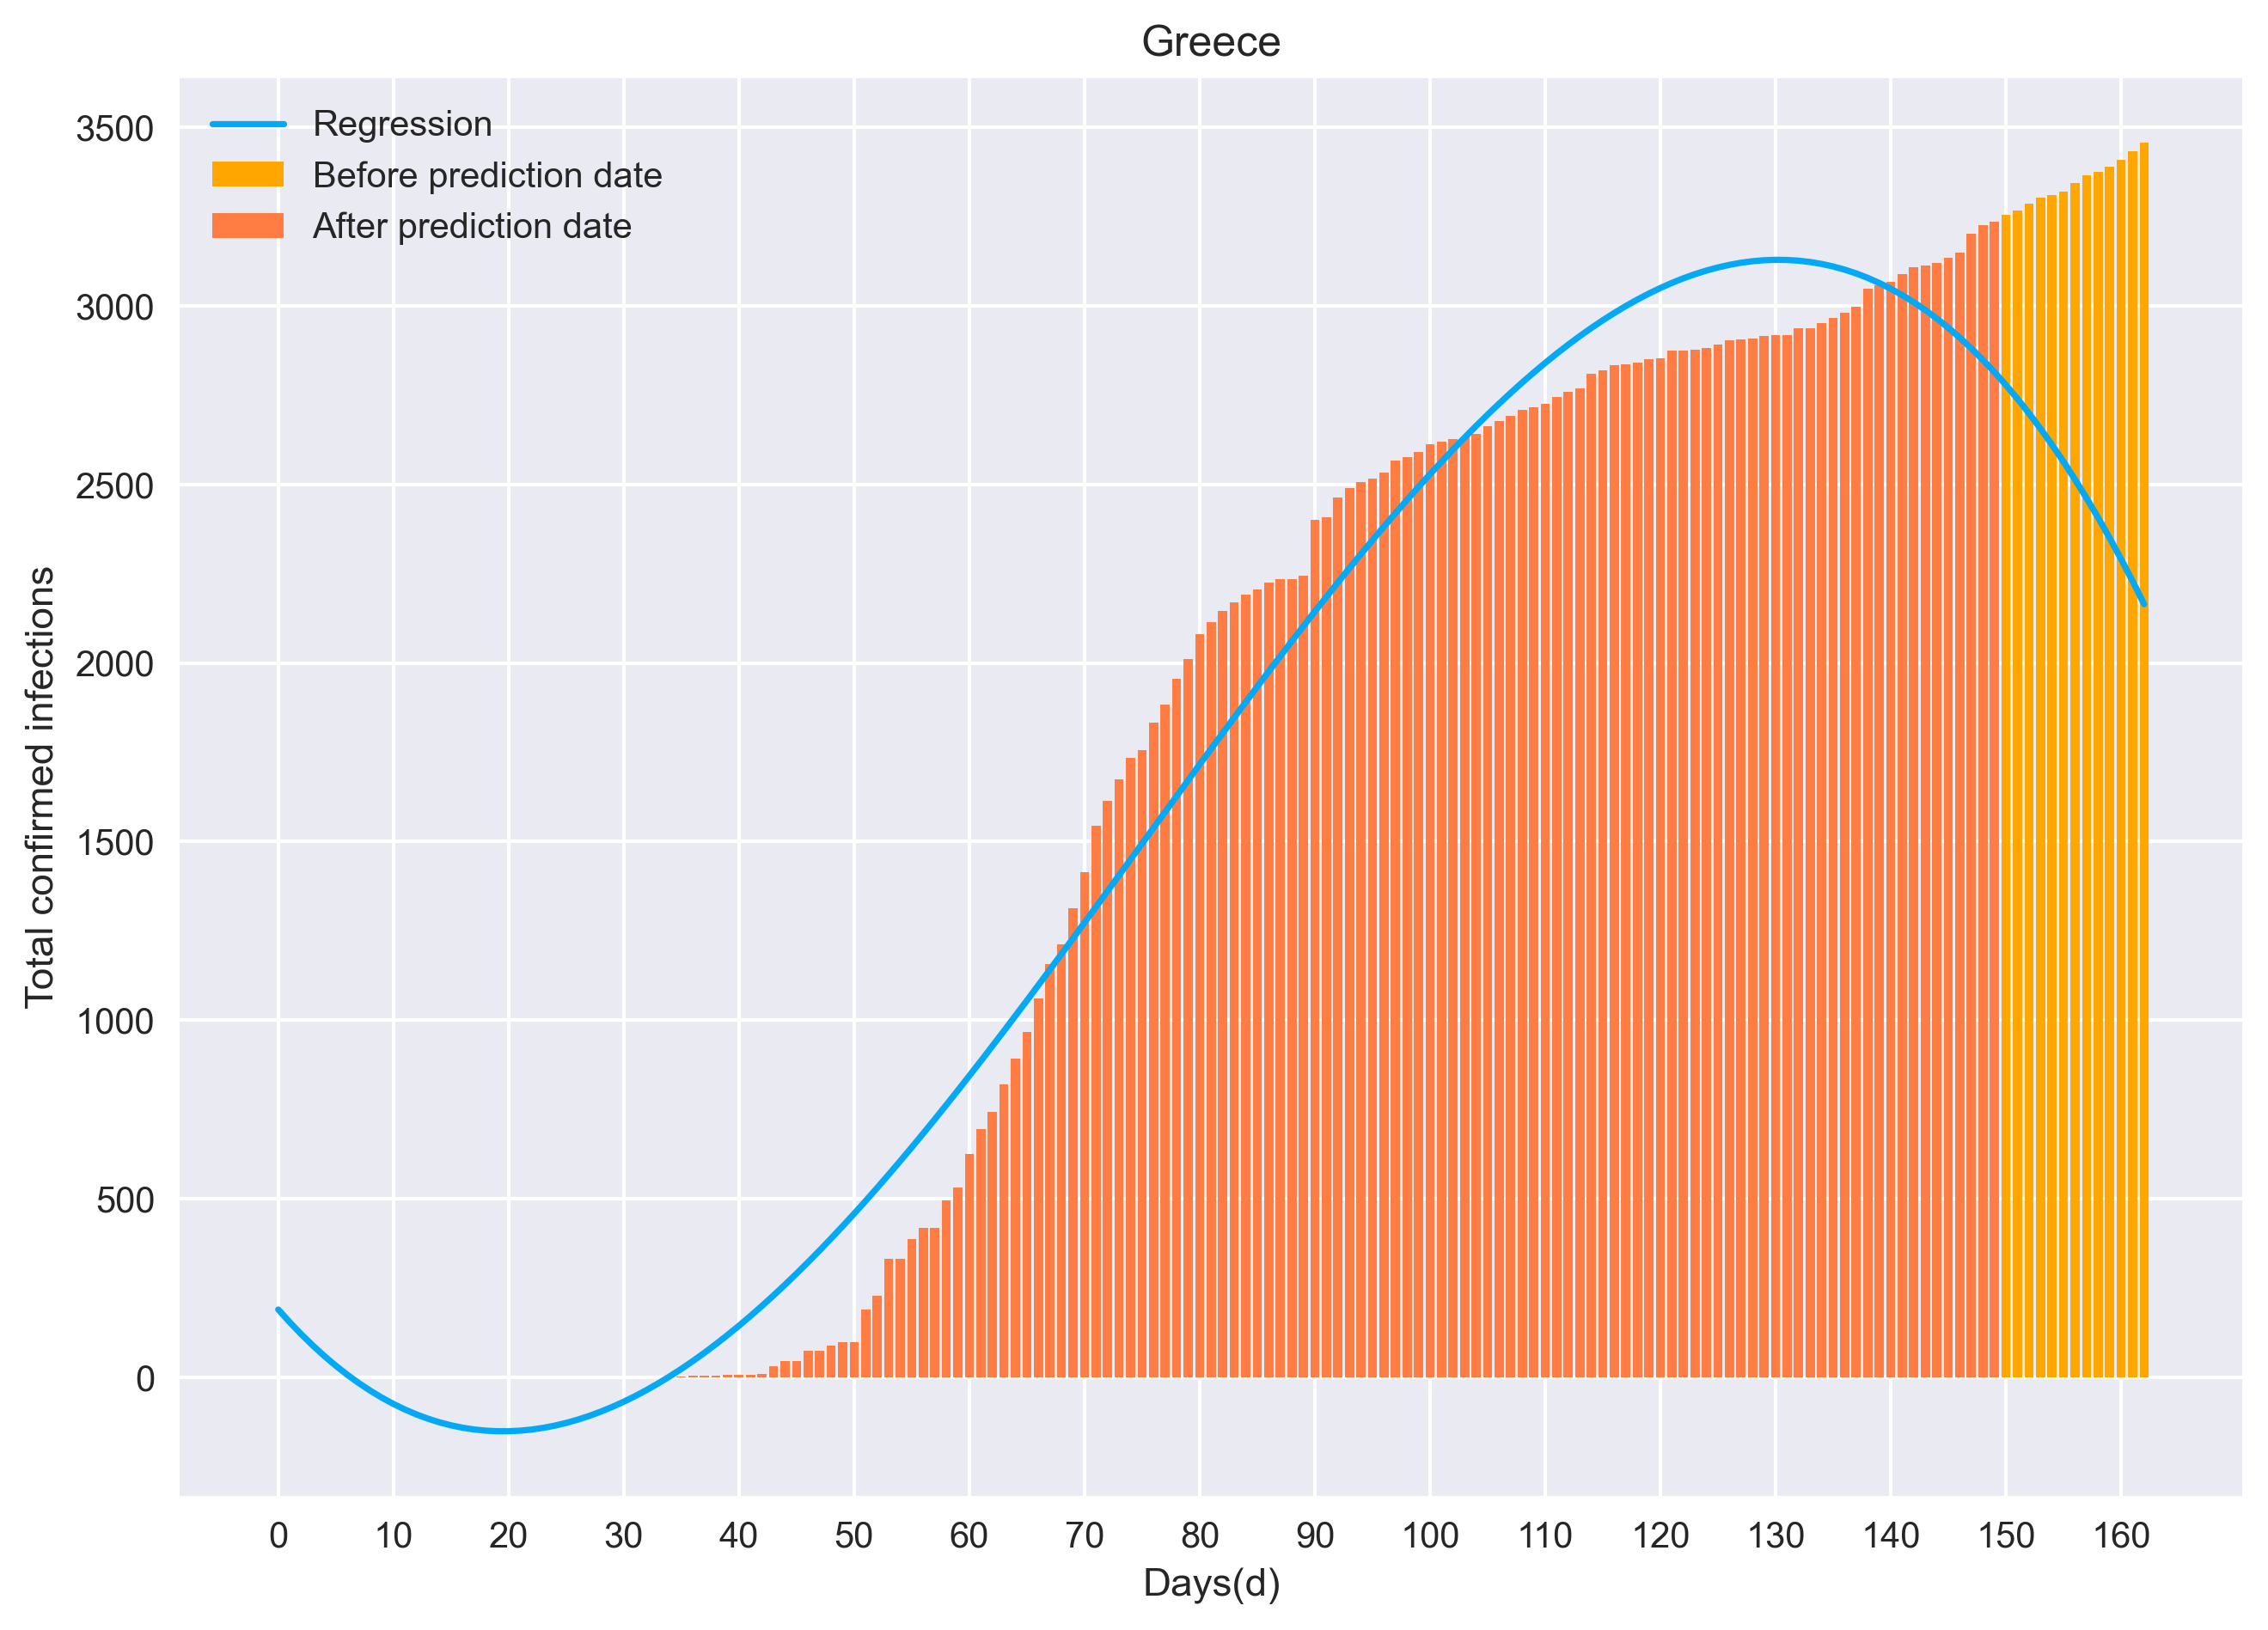 Greece
Regression
Before prediction date
After prediction date
3500
3000
2500
2000
1500
1000
500
0
Total confirmed infections
0 10 20 30 40 50 60 70 80 90 100 110 120 130 140 150 160
Days(d)